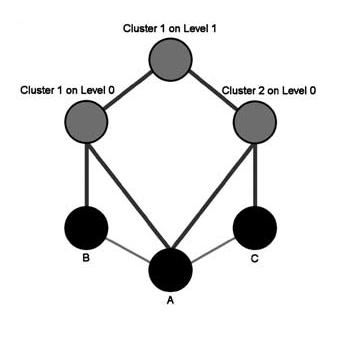 Cluster 1 on Level 1
Cluster 1 on Level 0
Cluster 2 on Level 0
B
C
A